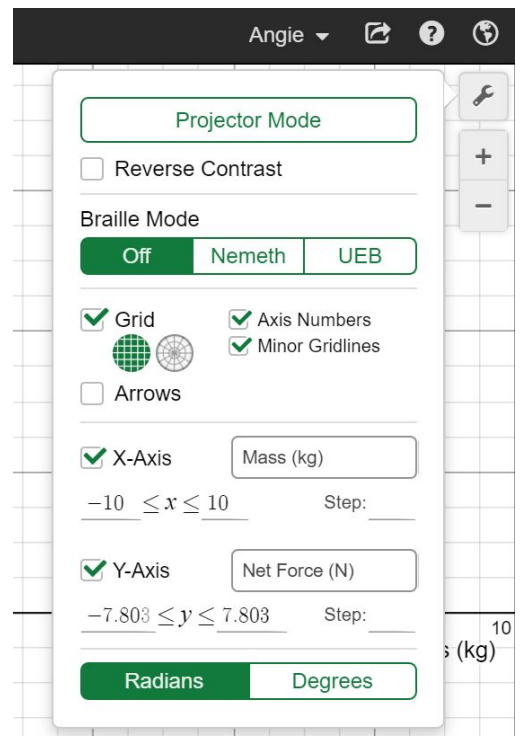 Angie
Projector Mode
Reverse Contrast
Braille Mode
Off Nemeth UEB
Grid Axis Numbers
Minor Gridlines
Arrows
X-Axis Mass (kg)
−10 ≤ x ≤ 10 Step:
Y-Axis Net Force (N)
−7.803 ≤ y ≤ 7.803 Step:
10
s (kg)
Radians Degrees